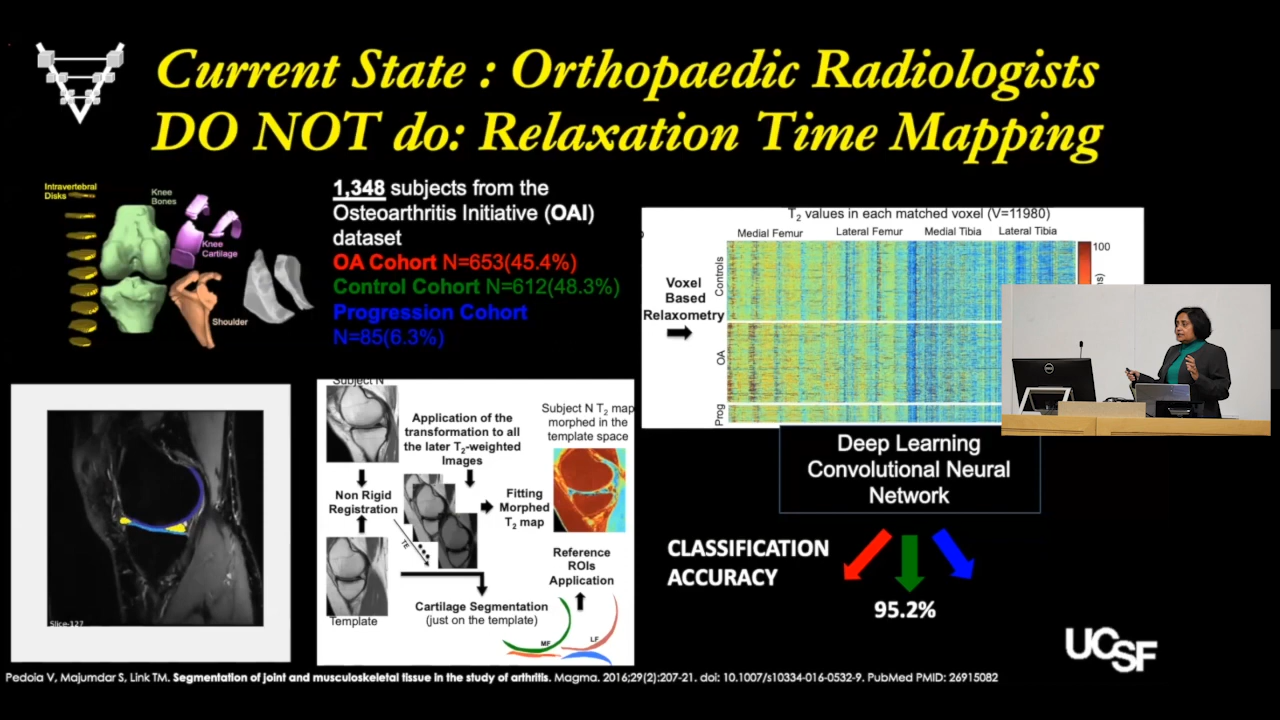 Current State : Orthopaedic Radiologists
DO NOT do: Relaxation Time Mapping
Intravertebral
Disks
Knee
Bones
Knee
Cartilage
Shoulder
1,348 subjects from the
Osteoarthritis Initiative (OAI)
dataset
OA Cohort N=653(45.4%)
Control Cohort N=612(48.3%)
Progression Cohort
N=85(6.3%)
T2 values in each matched voxel (V=11980)
Medial Femur Lateral Femur Medial Tibia Lateral Tibia
Voxel
Based
Relaxometry
Controls
OA
Prog
100
DELL
Slice-127
Subject N
Application of the
transformation to all
the later T2-weighted
Images
Subject N T2 map
morphed in the
template space
Non Rigid
Registration
TE
Fitting
Morphed
T2 map
Reference
ROIs
Application
Cartilage Segmentation
(just on the template)
Template
MF
LF
Deep Learning
Convolutional Neural
Network
CLASSIFICATION
ACCURACY
95.2%
UCSF
Pedoia V, Majumdar S, Link TM. Segmentation of joint and musculoskeletal tissue in the study of arthritis. Magma. 2016;29(2):207-21. doi: 10.1007/s10334-016-0532-9. PubMed PMID: 26915082